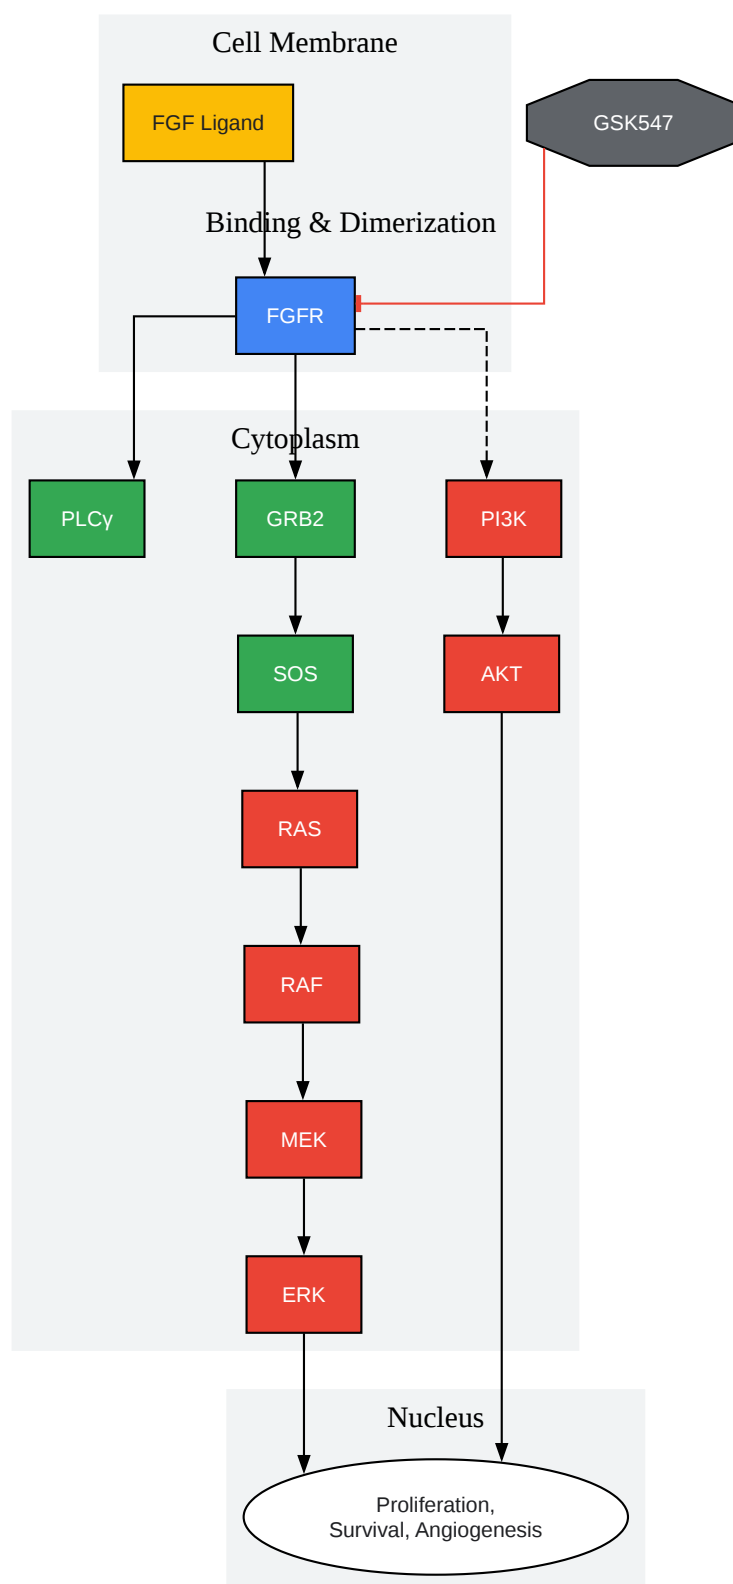 Cell Membrane
FGF Ligand
GSK547
Binding & Dimerization
FGFR
Cytoplasm
PLCγ
GRB2
PI3K
SOS
AKT
RAS
RAF
MEK
ERK
Nucleus
Proliferation,
Survival, Angiogenesis